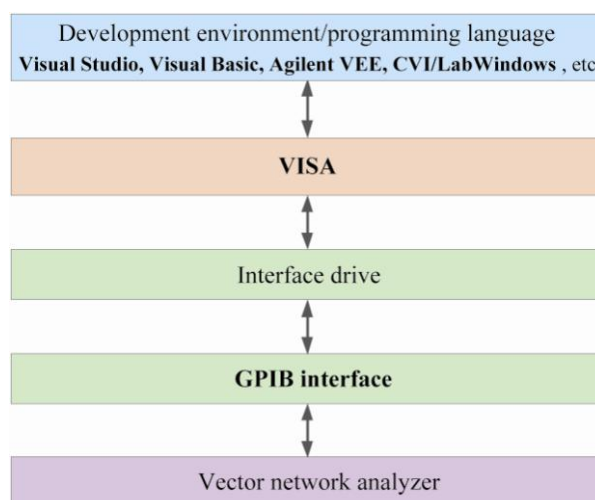 Development environment/programming language
Visual Studio, Visual Basic, Agilent VEE, CVI/LabWindows , etc
VISA
Interface drive
GPIB interface
Vector network analyzer